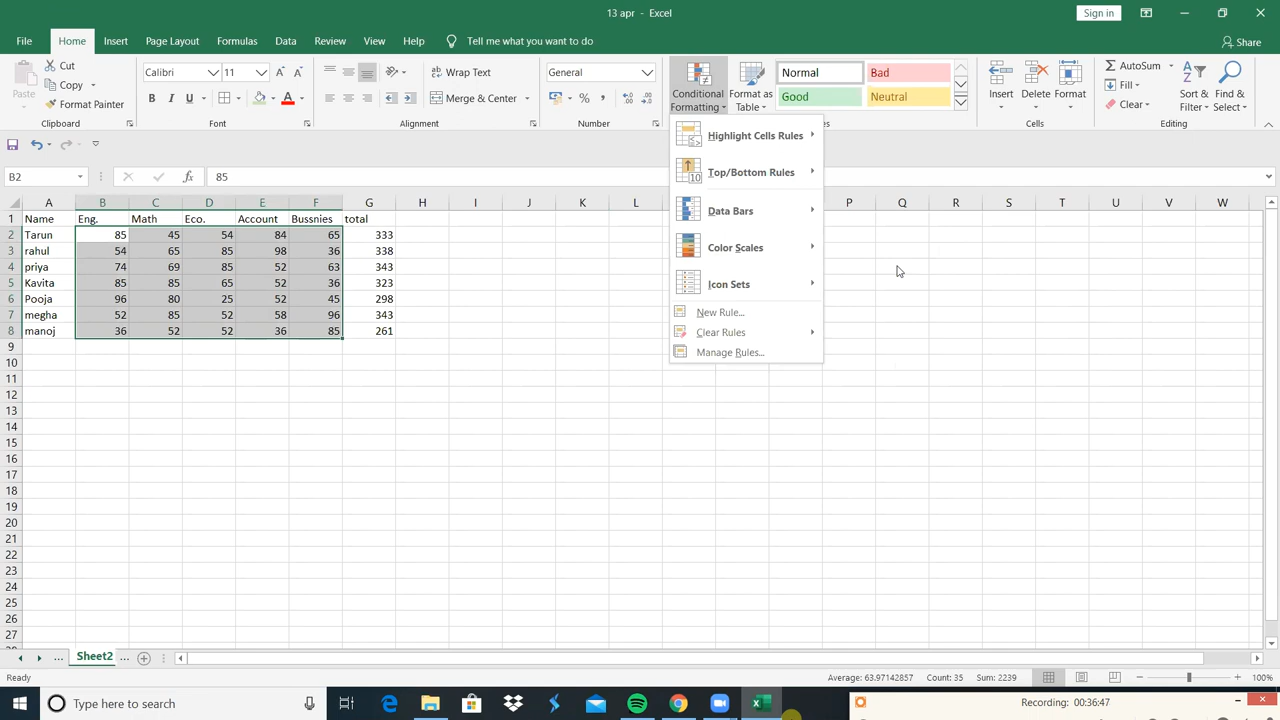 13 apr - Excel
Sign in
File Home Insert Page Layout Formulas Data Review View Help Tell me what you want to do Share
Paste Cut Copy Format Painter Clipboard
Calibri 11 B I U A A A Font
Wrap Text Merge & Center Alignment
General % , Number
Conditional Formatting Format as Table
Normal Bad Good Neutral
Insert Delete Format Cells
AutoSum Fill Clear Sort & Filter Find & Select Editing
Highlight Cells Rules
Top/Bottom Rules
Data Bars
Color Scales
Icon Sets
New Rule...
Clear Rules
Manage Rules...
B2 fx 85
A B C D E F G H I J K L P Q R S T U V W
1 Name Eng. Math Eco. Account Bussnies total
2 Tarun 85 45 54 84 65 333
3 rahul 54 65 85 98 36 338
4 priya 74 69 85 52 63 343
5 Kavita 85 85 65 52 36 323
6 Pooja 96 80 25 52 45 298
7 megha 52 85 52 58 96 343
8 manoj 36 52 52 36 85 261
9
10
11
12
13
14
15
16
17
18
19
20
21
22
23
24
25
26
27
... Sheet2 ...
Ready Average: 63.97142857 Count: 35 Sum: 2239 100%
Type here to search
Recording: 00:36:47